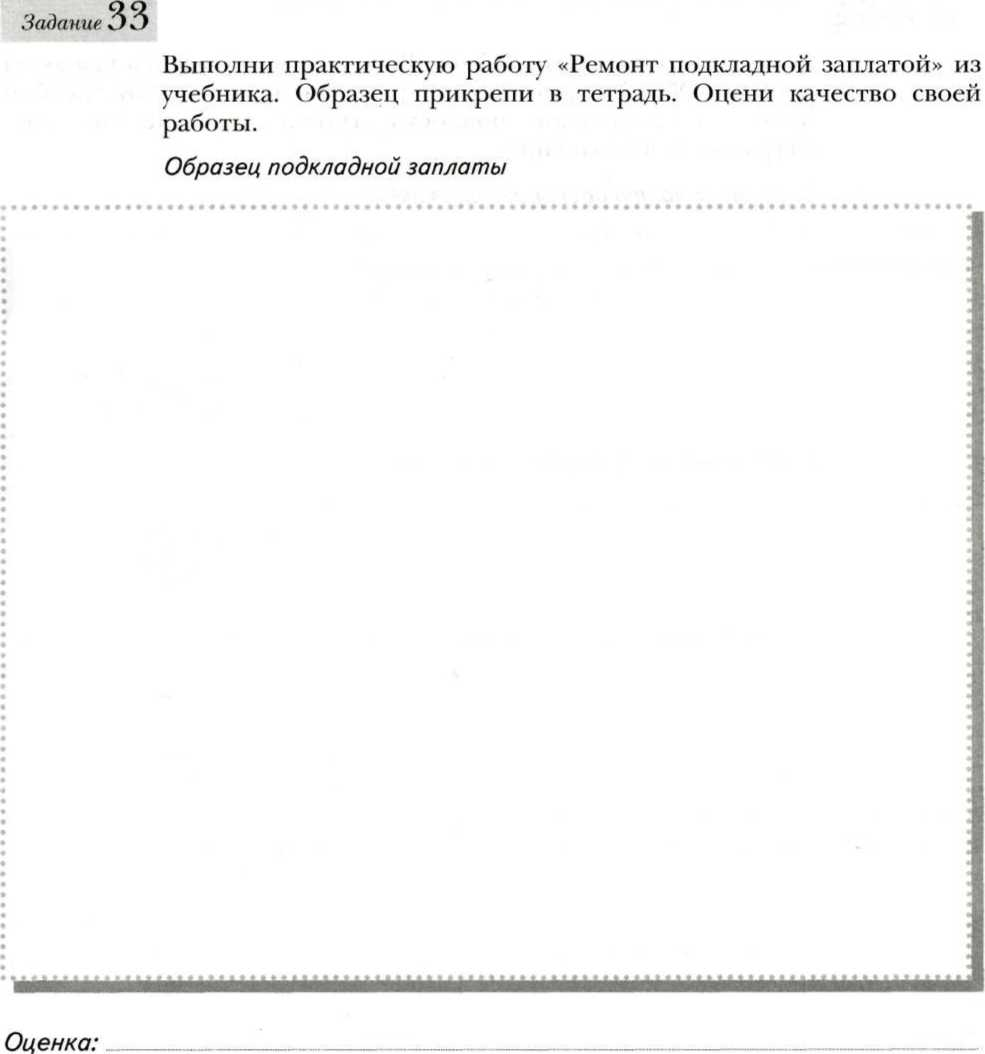 Задание 33
Выполни практическую работу «Ремонт подкладной заплатой» из
учебника. Образец прикрепи в тетрадь. Оцени качество своей
работы.
Образец подкладной заплаты
Оценка: